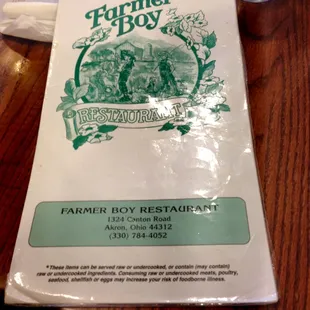 Farmer
Boy
RESTAURANT
FARMER BOY RESTAURANT
1324 Canton Road
Akron, Ohio 44312
(330) 784-4052
*These items can be served raw or undercooked, or contain (may contain)
raw or undercooked ingredients. Consuming raw or undercooked meats, poultry,
seafood, shellfish or eggs may increase your risk of foodborne illness.